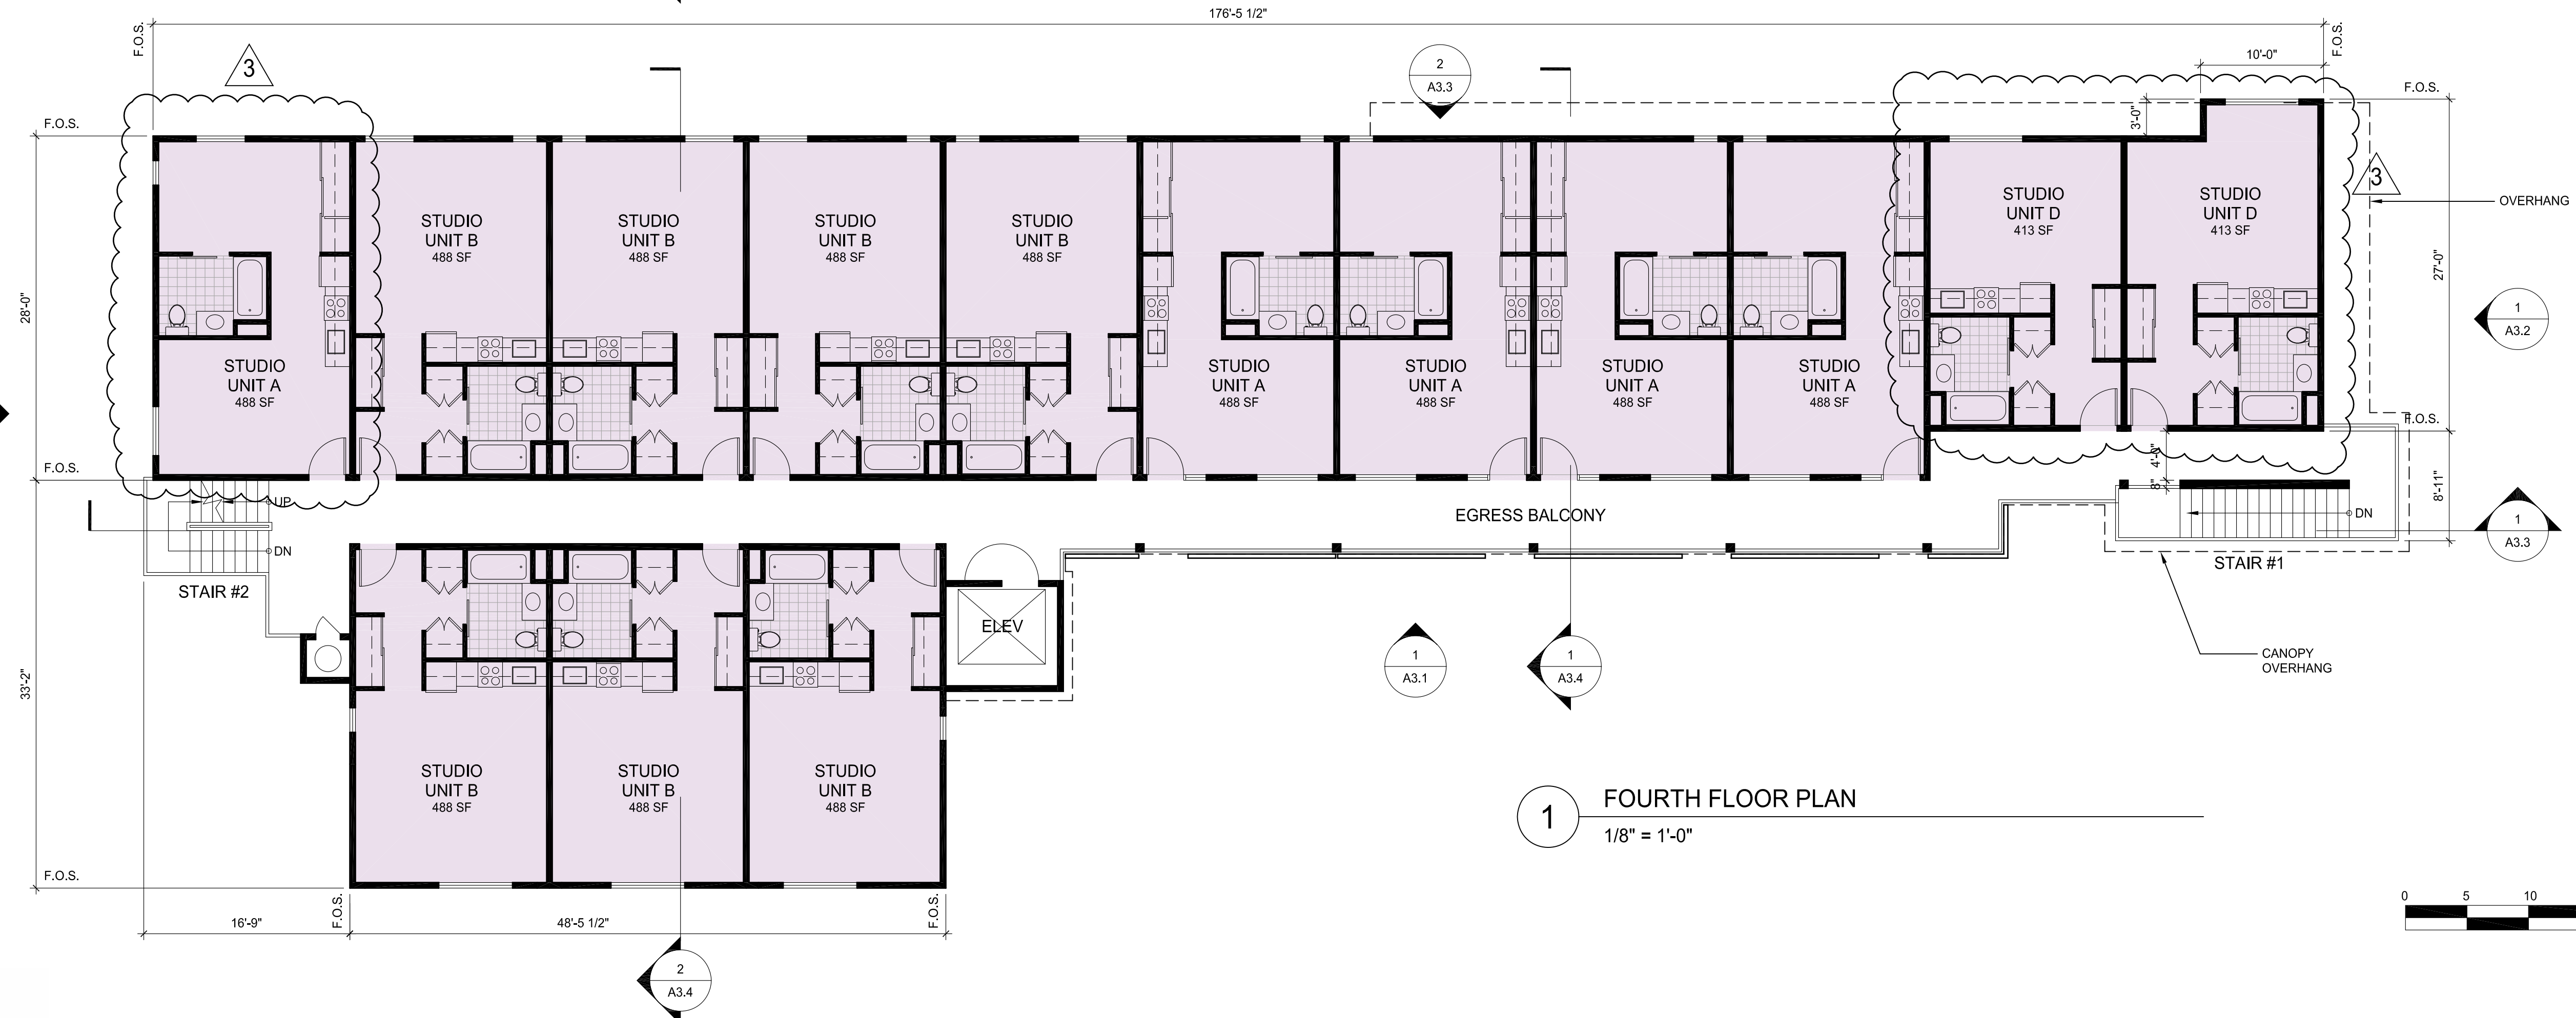 176'-5 1/2"
F.O.S.
F.O.S.
10'-0"
3
2
A3.3
F.O.S.
F.O.S.
3'-0"
3
OVERHANG
STUDIO
UNIT B
488 SF
STUDIO
UNIT B
488 SF
STUDIO
UNIT B
488 SF
STUDIO
UNIT B
488 SF
STUDIO
UNIT D
413 SF
STUDIO
UNIT D
413 SF
28'-0"
27'-0"
1
A3.2
STUDIO
UNIT A
488 SF
STUDIO
UNIT A
488 SF
STUDIO
UNIT A
488 SF
STUDIO
UNIT A
488 SF
STUDIO
UNIT A
488 SF
F.O.S.
F.O.S.
4'-0"
8"
8'-11"
UP
DN
EGRESS BALCONY
DN
1
A3.3
STAIR #2
STAIR #1
ELEV
1
A3.1
1
A3.4
CANOPY
OVERHANG
33'-2"
STUDIO
UNIT B
488 SF
STUDIO
UNIT B
488 SF
STUDIO
UNIT B
488 SF
1
FOURTH FLOOR PLAN
1/8" = 1'-0"
F.O.S.
F.O.S.
F.O.S.
16'-9"
48'-5 1/2"
0 5 10
2
A3.4